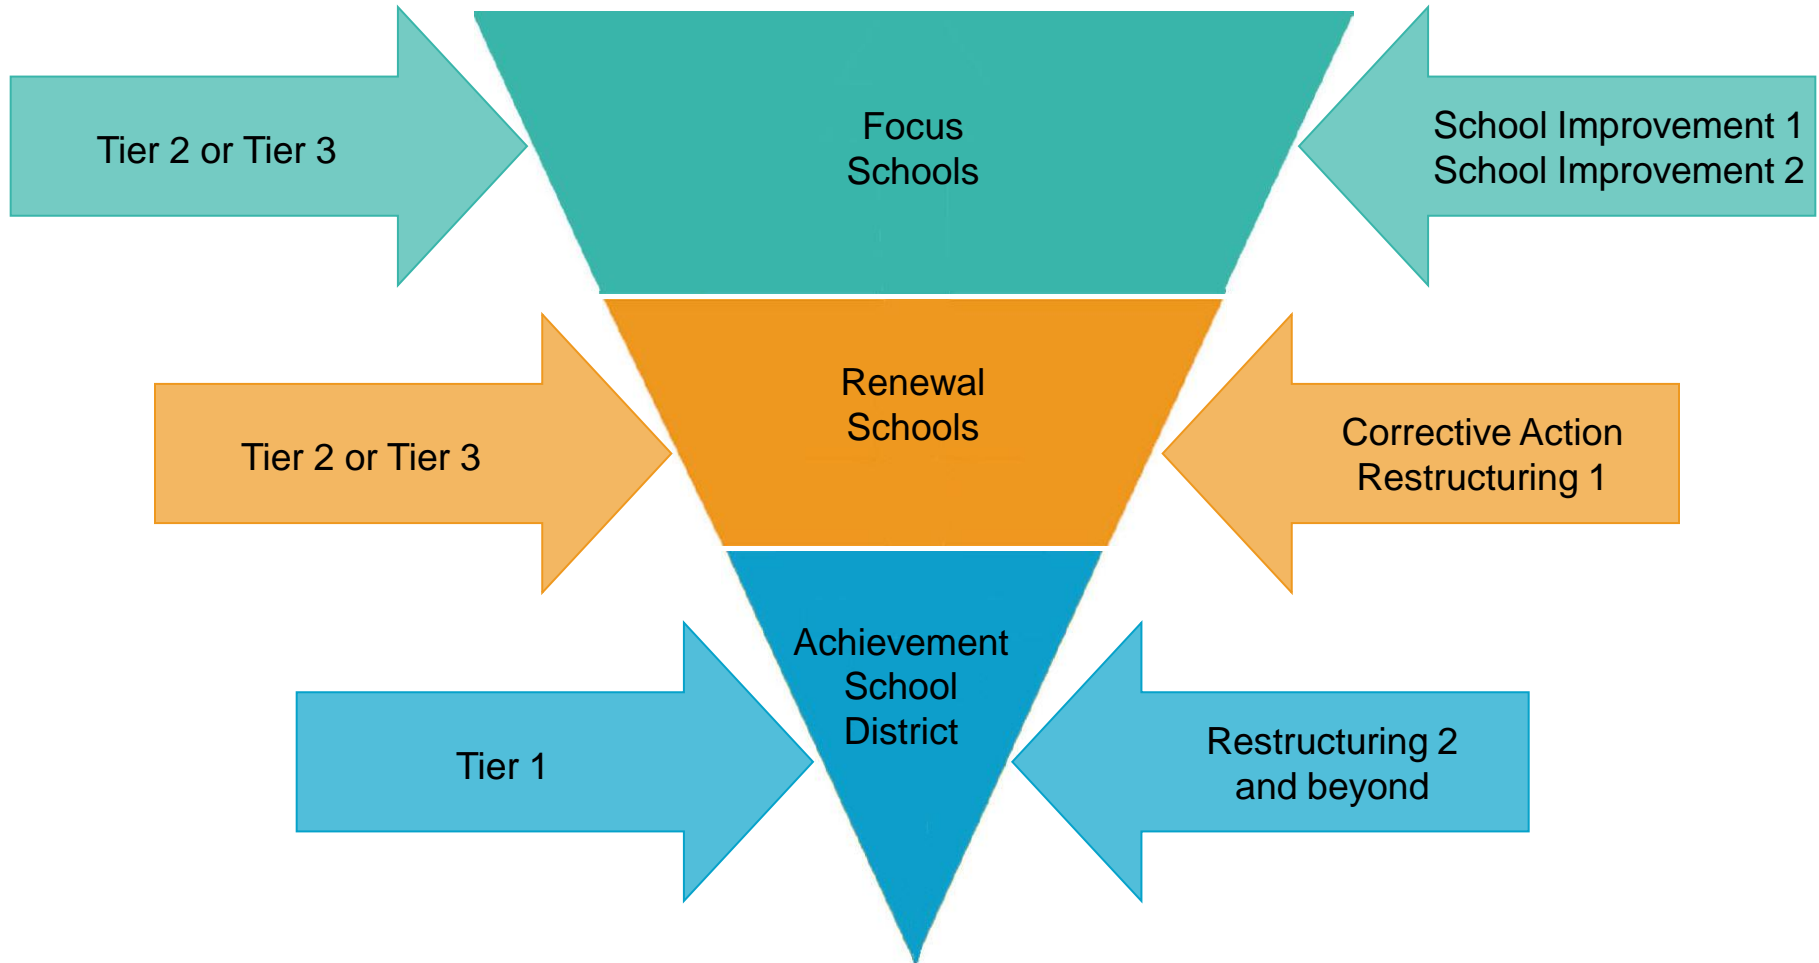 Tier 2 or Tier 3
Focus
Schools
School Improvement 1
School Improvement 2
Tier 2 or Tier 3
Renewal
Schools
Corrective Action
Restructuring 1
Tier 1
Achievement
School
District
Restructuring 2
and beyond